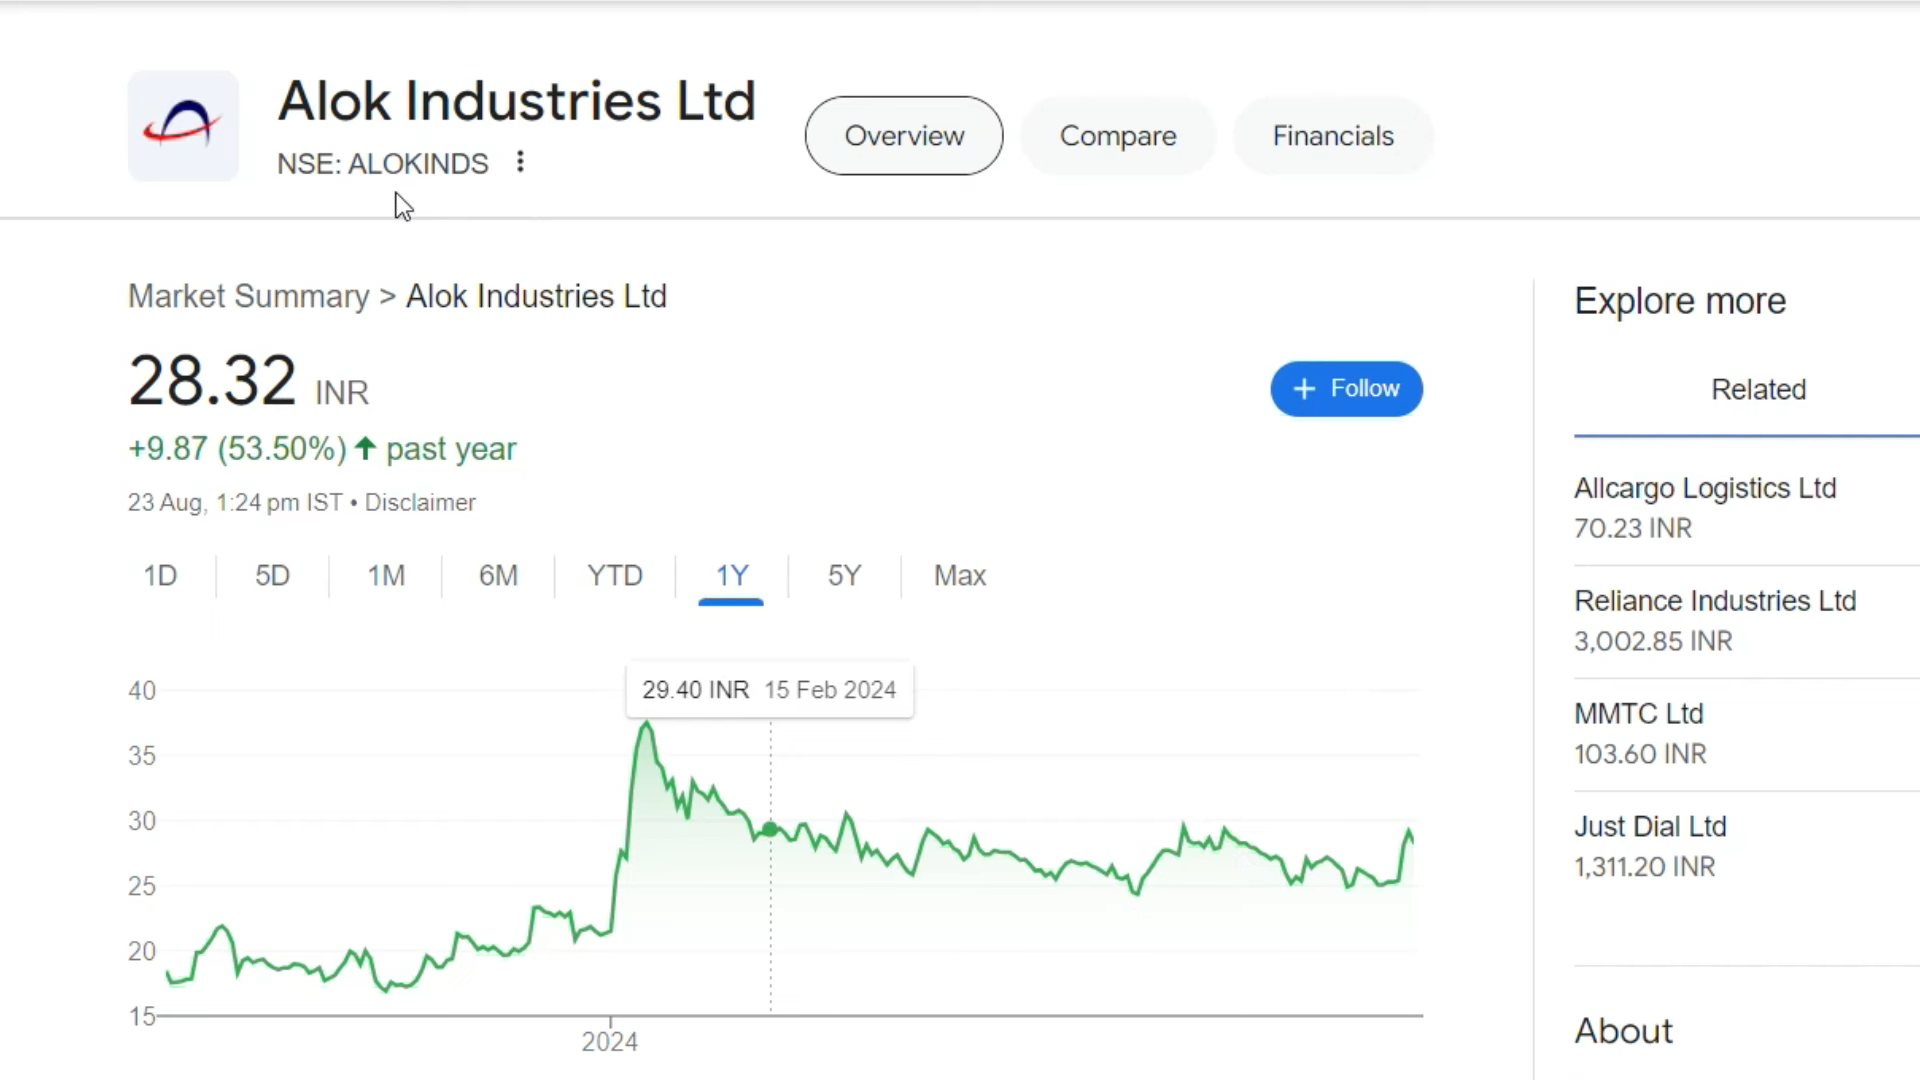 Alok Industries Ltd
NSE: ALOKINDS
Overview
Compare
Financials
Market Summary > Alok Industries Ltd
28.32 INR
+ Follow
+9.87 (53.50%) ↑ past year
23 Aug, 1:24 pm IST • Disclaimer
1D 5D 1M 6M YTD 1Y 5Y Max
29.40 INR 15 Feb 2024
40
35
30
25
20
15
2024
Explore more
Related
Allcargo Logistics Ltd
70.23 INR
Reliance Industries Ltd
3,002.85 INR
MMTC Ltd
103.60 INR
Just Dial Ltd
1,311.20 INR
About